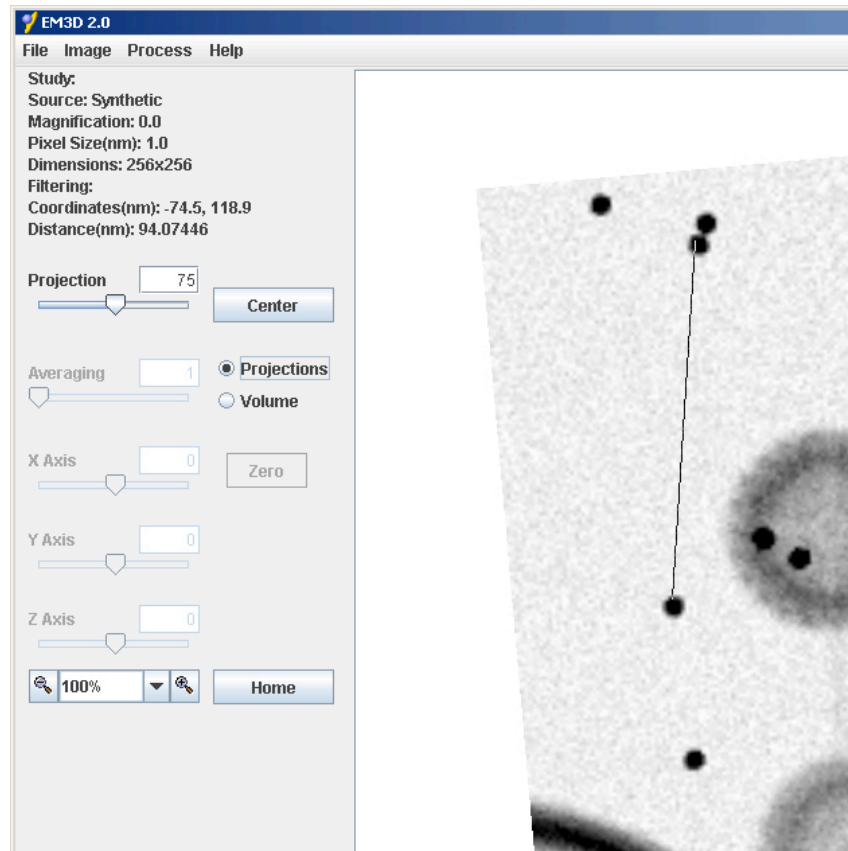 EM3D 2.0
File Image Process Help
Study:
Source: Synthetic
Magnification: 0.0
Pixel Size(nm): 1.0
Dimensions: 256x256
Filtering:
Coordinates(nm): -74.5, 118.9
Distance(nm): 94.07446
Projection 75
Center
Averaging 1
Projections
Volume
X Axis 0
Zero
Y Axis 0
Z Axis 0
100%
Home